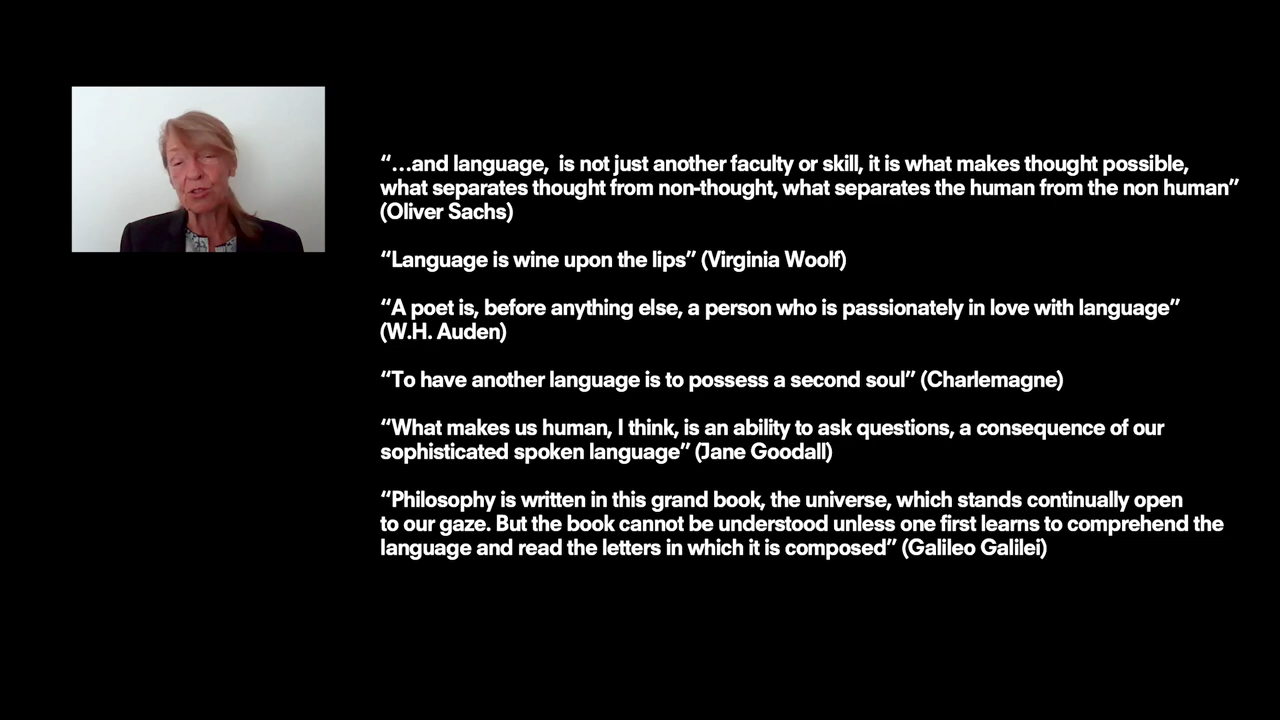 “...and language,  is not just another faculty or skill, it is what makes thought possible,
what separates thought from non-thought, what separates the human from the non human”
(Oliver Sachs)
“Language is wine upon the lips” (Virginia Woolf)
“A poet is, before anything else, a person who is passionately in love with language”
(W.H. Auden)
“To have another language is to possess a second soul” (Charlemagne)
“What makes us human, I think, is an ability to ask questions, a consequence of our
sophisticated spoken language” (Jane Goodall)
“Philosophy is written in this grand book, the universe, which stands continually open
to our gaze. But the book cannot be understood unless one first learns to comprehend the
language and read the letters in which it is composed” (Galileo Galilei)